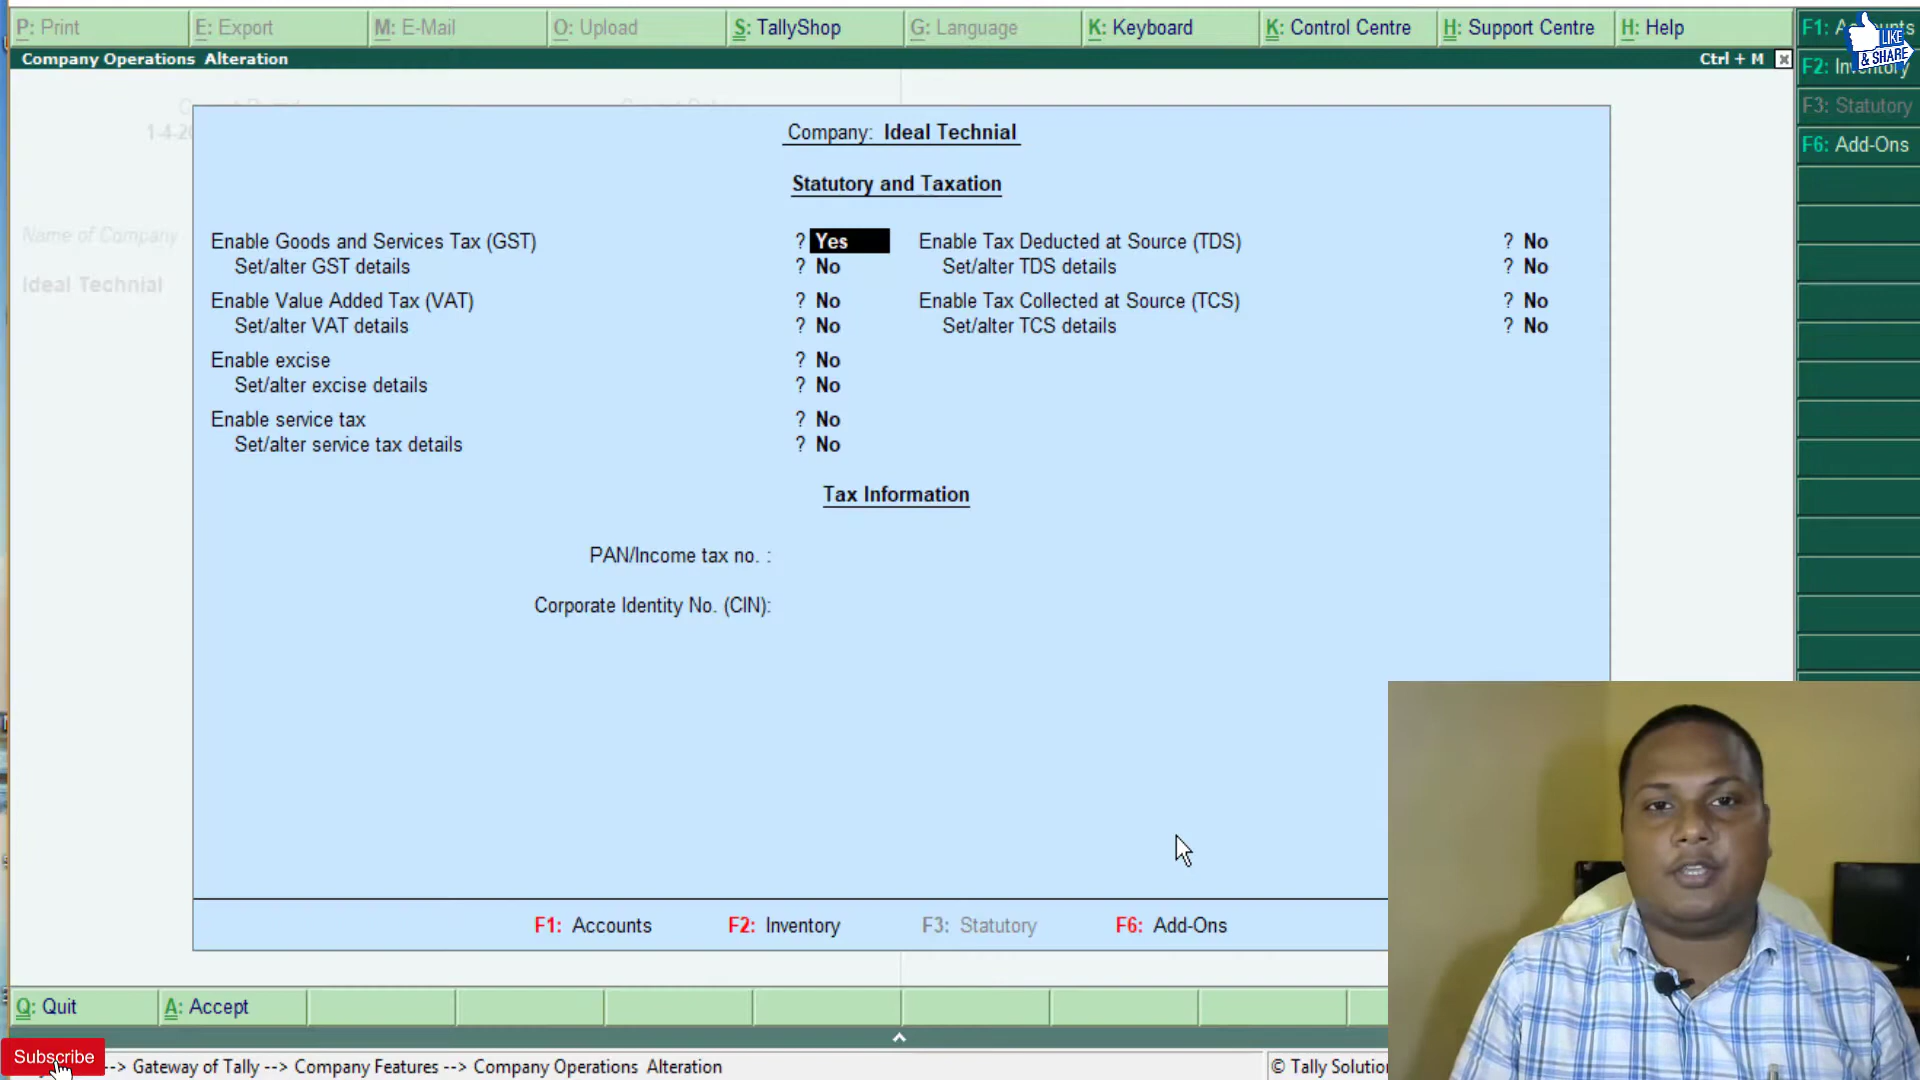 P: Print E: Export M: E-Mail O: Upload S: TallyShop G: Language K: Keyboard K: Control Centre H: Support Centre H: Help
F1: Accounts
LIKE & SHARE
Company Operations Alteration Ctrl + M
F2: Inventory
F3: Statutory
F6: Add-Ons
1-4-20
Company: Ideal Technial
Statutory and Taxation
Name of Company
Ideal Technial
Enable Goods and Services Tax (GST) ? Yes Enable Tax Deducted at Source (TDS) ? No
Set/alter GST details ? No Set/alter TDS details ? No
Enable Value Added Tax (VAT) ? No Enable Tax Collected at Source (TCS) ? No
Set/alter VAT details ? No Set/alter TCS details ? No
Enable excise ? No
Set/alter excise details ? No
Enable service tax ? No
Set/alter service tax details ? No
Tax Information
PAN/Income tax no. :
Corporate Identity No. (CIN):
F1: Accounts F2: Inventory F3: Statutory F6: Add-Ons
Q: Quit A: Accept
Subscribe
--> Gateway of Tally --> Company Features --> Company Operations Alteration © Tally Solutio